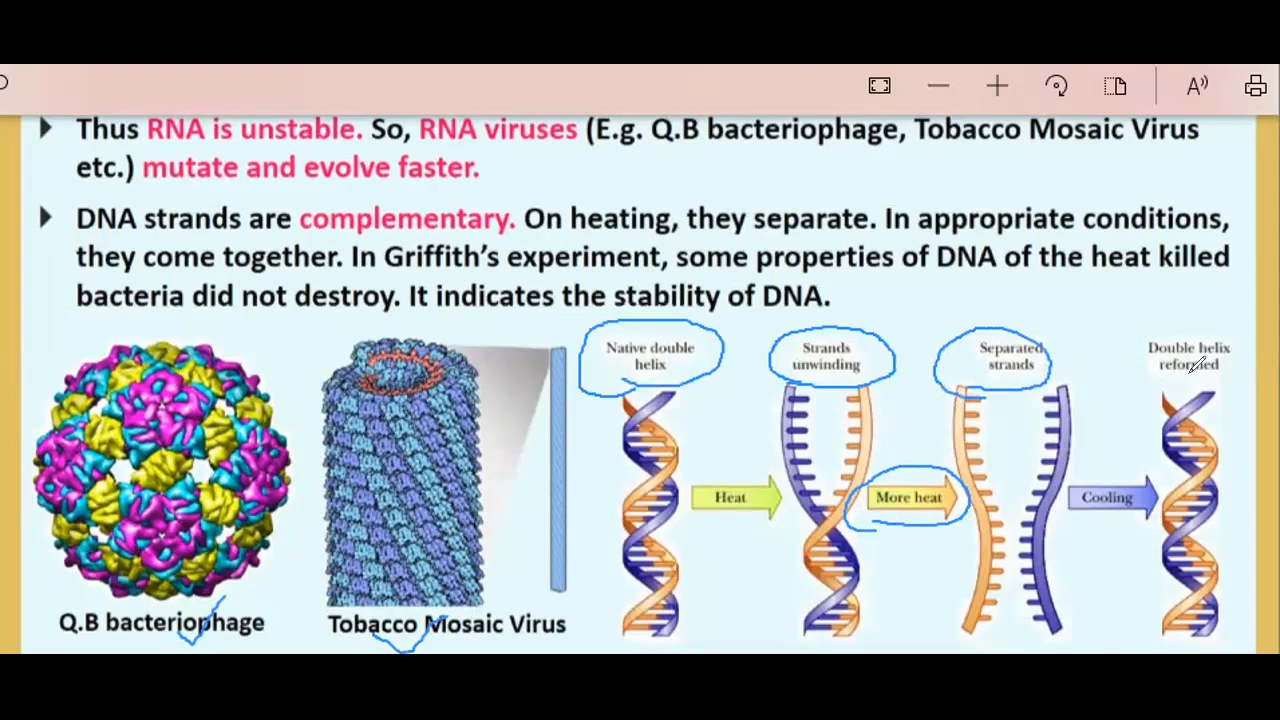 Thus RNA is unstable. So, RNA viruses (E.g. Q.B bacteriophage, Tobacco Mosaic Virus
etc.) mutate and evolve faster.
DNA strands are complementary. On heating, they separate. In appropriate conditions,
they come together. In Griffith's experiment, some properties of DNA of the heat killed
bacteria did not destroy. It indicates the stability of DNA.
Native double
helix
Strands
unwinding
Separated
strands
Double helix
reformed
Heat
More heat
Cooling
Q.B bacteriophage
Tobacco Mosaic Virus